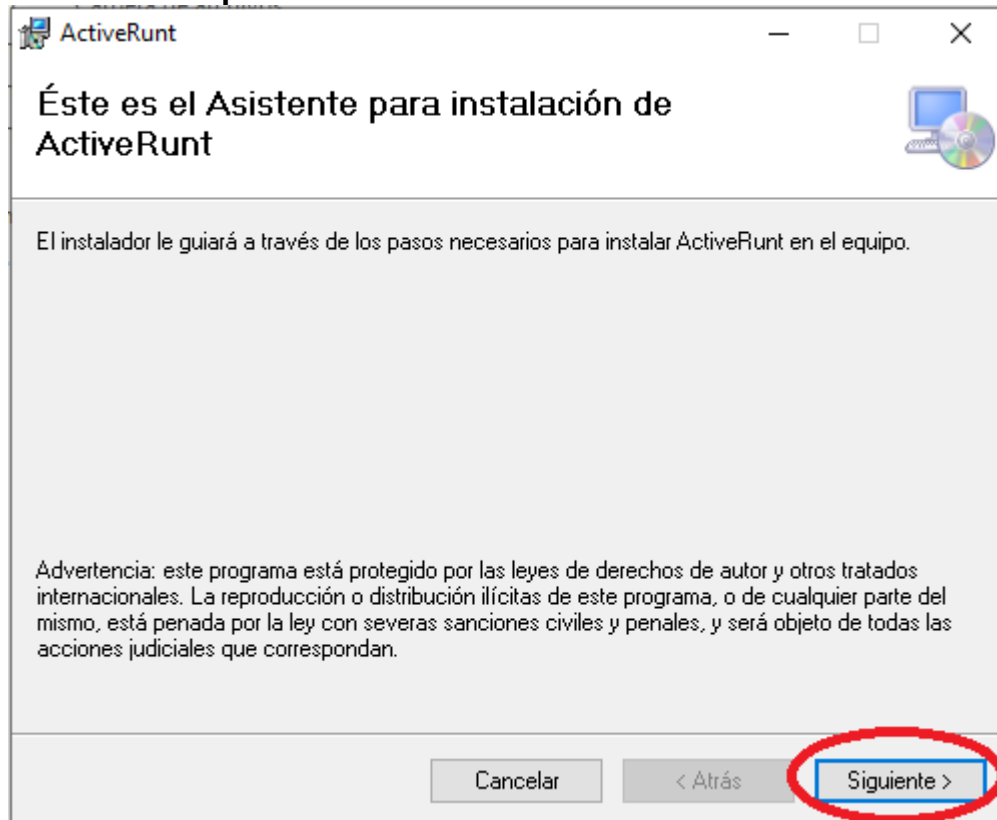 ActiveRunt
Éste es el Asistente para instalación de
ActiveRunt
El instalador le guiará a través de los pasos necesarios para instalar ActiveRunt en el equipo.
Advertencia: este programa está protegido por las leyes de derechos de autor y otros tratados
internacionales. La reproducción o distribución ilícitas de este programa, o de cualquier parte del
mismo, está penada por la ley con severas sanciones civiles y penales, y será objeto de todas las
acciones judiciales que correspondan.
Cancelar
< Atrás
Siguiente >